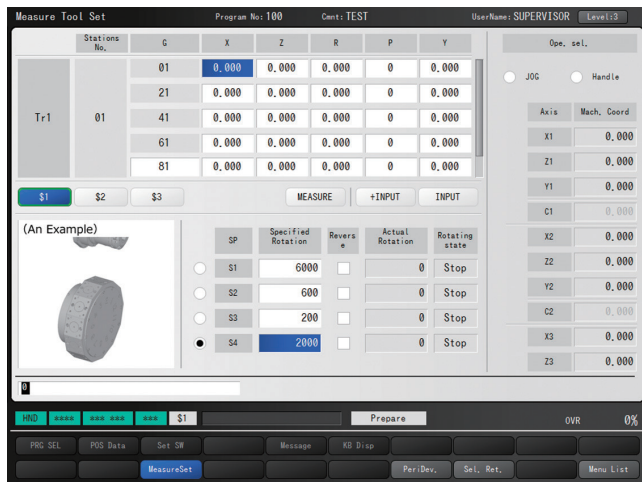 Measure Tool Set Program No: 100 Cmnt: TEST UserName: SUPERVISOR Level:3
Stations No. G X Z R P Y
Tr1 01
01 0.000 0.000 0.000 0 0.000
21 0.000 0.000 0.000 0 0.000
41 0.000 0.000 0.000 0 0.000
61 0.000 0.000 0.000 0 0.000
81 0.000 0.000 0.000 0 0.000
$1 $2 $3 MEASURE +INPUT INPUT
(An Example)
SP Specified Rotation Revers e Actual Rotation Rotating state
S1 6000 0 Stop
S2 600 0 Stop
S3 200 0 Stop
S4 2000 0 Stop
Ope. sel.
JOG Handle
Axis Mach. Coord
X1 0.000
Z1 0.000
Y1 0.000
C1 0.000
X2 0.000
Z2 0.000
Y2 0.000
C2 0.000
X3 0.000
Z3 0.000
0
HND **** *** *** *** $1 Prepare OVR 0%
PRG SEL POS Data Set SW Message KB Disp
MeasureSet PeriDev. Sel. Ret. Menu List